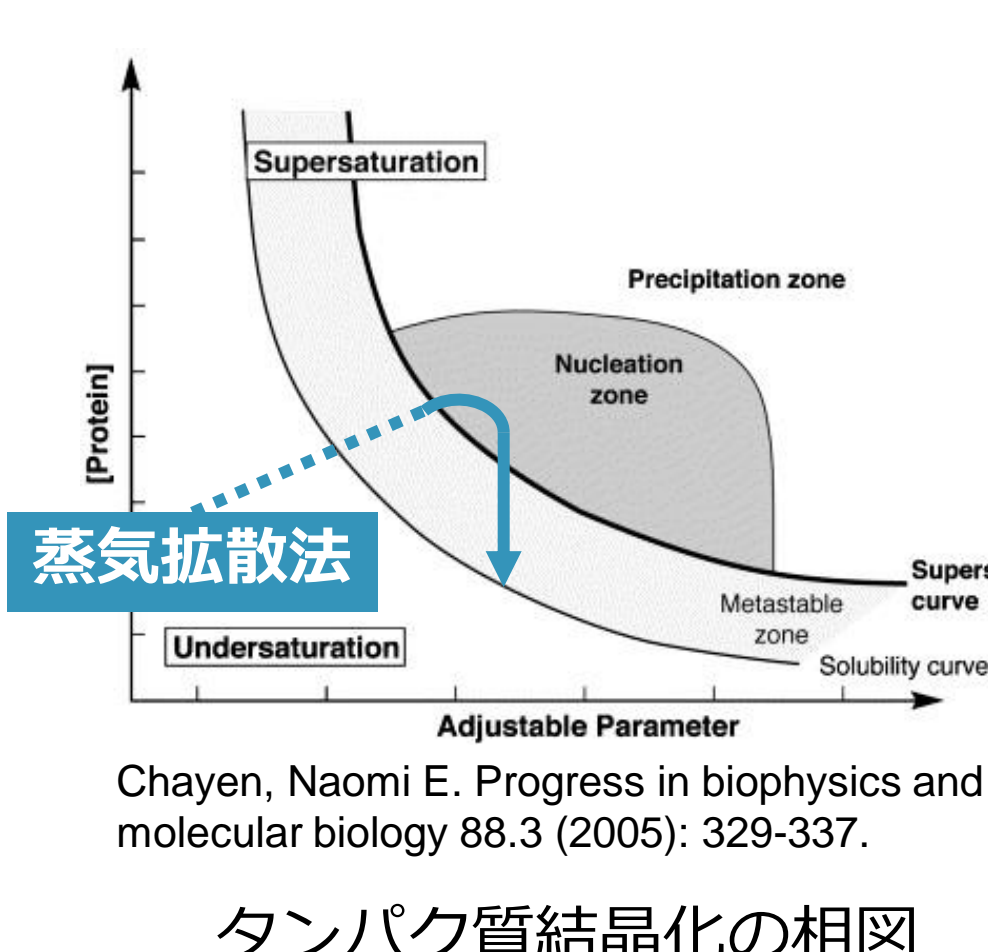 Supersaturation
Precipitation zone
Nucleation
zone
[Protein]
蒸気拡散法
Supers
curve
Metastable
zone
Undersaturation
Solubility curve
Adjustable Parameter
Chayen, Naomi E. Progress in biophysics and
molecular biology 88.3 (2005): 329-337.
タンパク質結晶化の相図